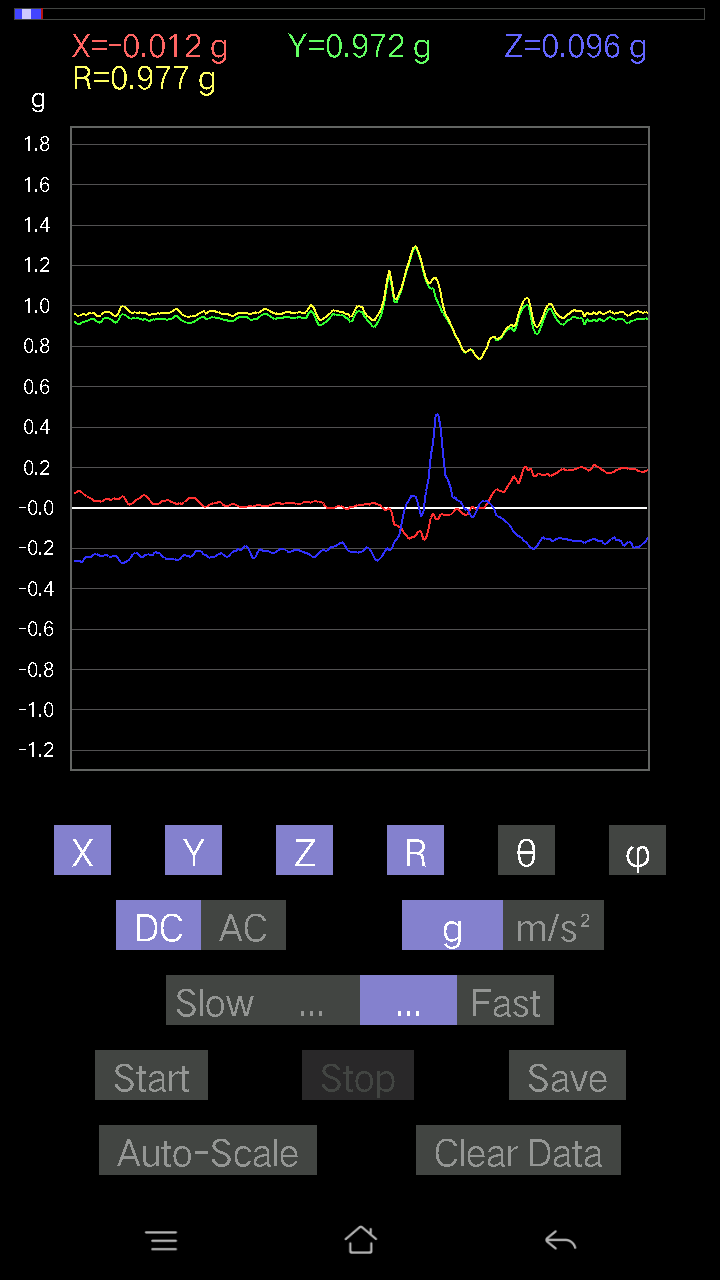 X=-0.012 g Y=0.972 g Z=0.096 g
R=0.977 g
g
1.8
1.6
1.4
1.2
1.0
0.8
0.6
0.4
0.2
-0.0
-0.2
-0.4
-0.6
-0.8
-1.0
-1.2
X Y Z R θ φ
DC AC g m/s²
Slow ... ... Fast
Start Stop Save
Auto-Scale Clear Data